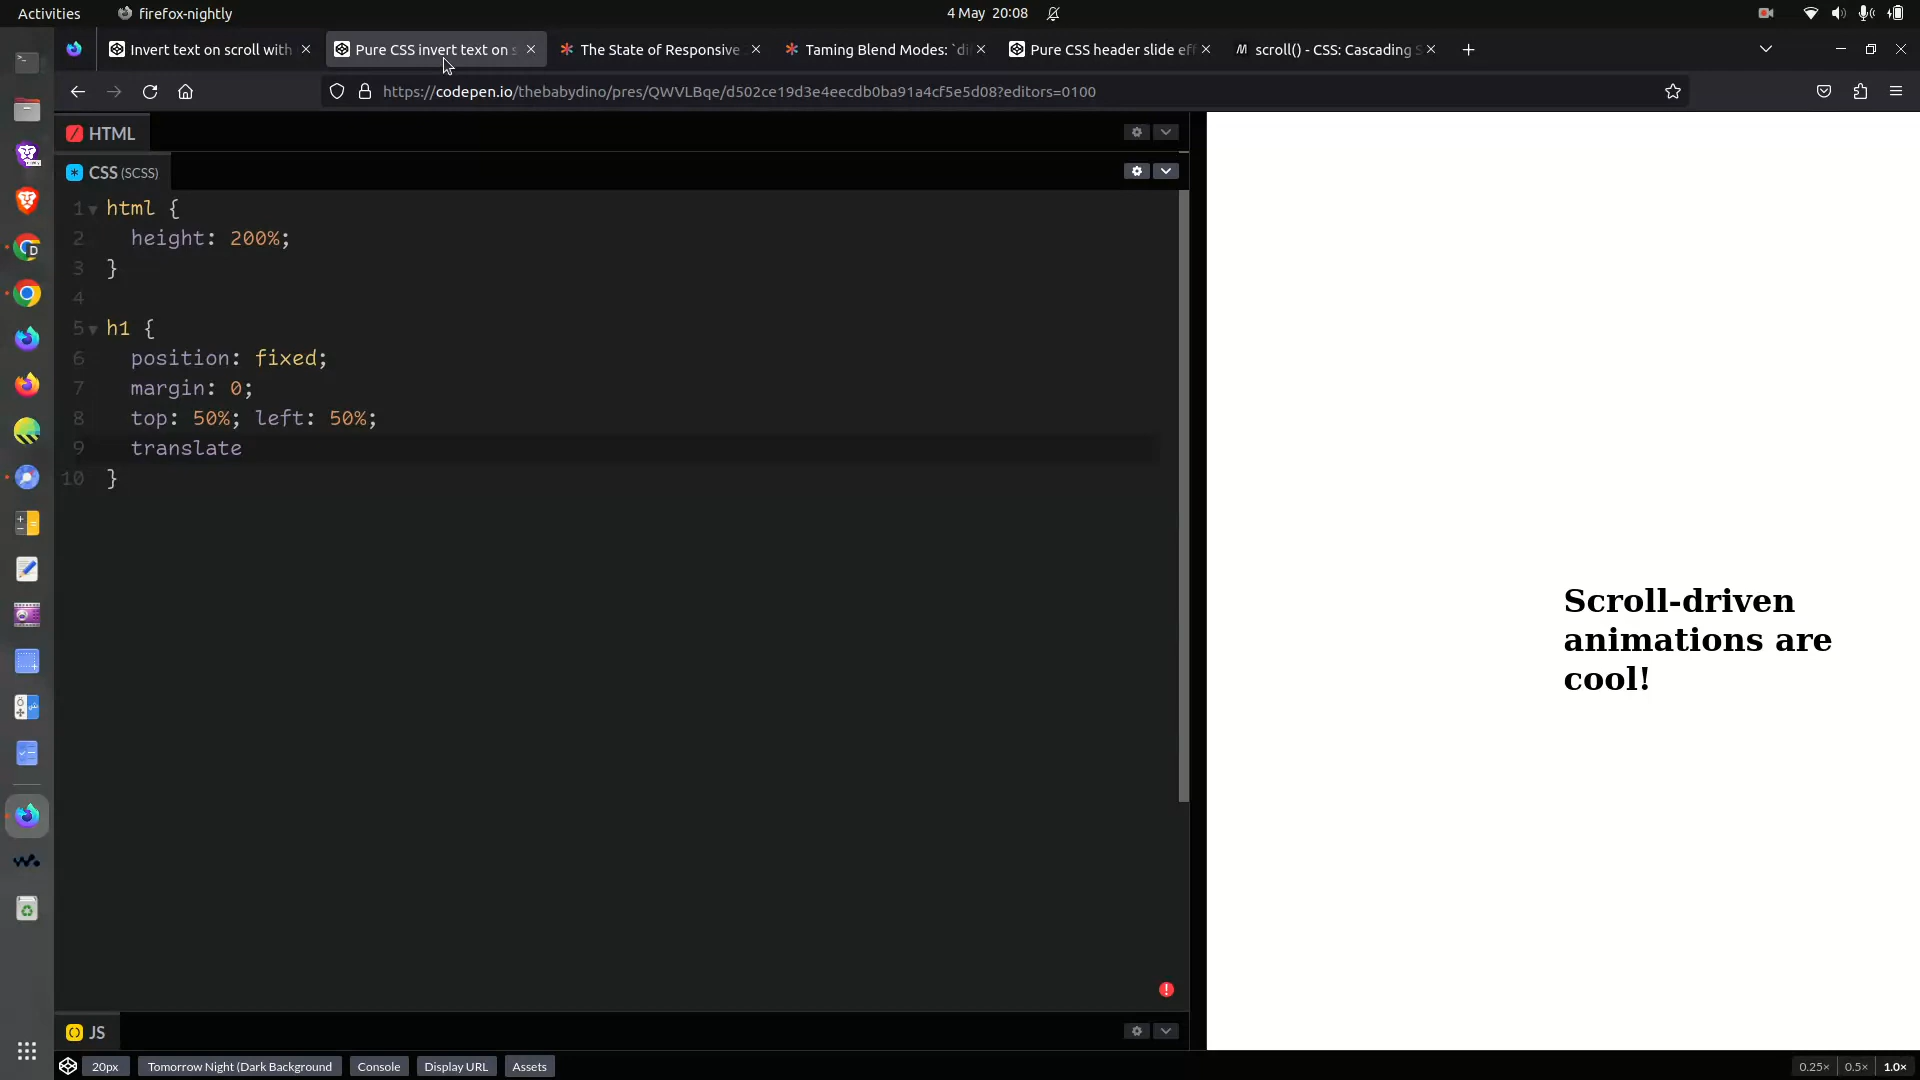 Activities
firefox-nightly
4 May 20:08
Invert text on scroll with
Pure CSS invert text on s
The State of Responsive
Taming Blend Modes: `di
Pure CSS header slide eff
scroll() - CSS: Cascading S
https://codepen.io/thebabydino/pres/QWVLBqe/d502ce19d3e4eecdb0ba91a4cf5e5d08?editors=0100
HTML
CSS (SCSS)
1 html {
2 height: 200%;
3 }
4
5 h1 {
6 position: fixed;
7 margin: 0;
8 top: 50%; left: 50%;
9 translate
10 }
Scroll-driven
animations are
cool!
JS
20px
Tomorrow Night (Dark Background
Console
Display URL
Assets
0.25×
0.5×
1.0×